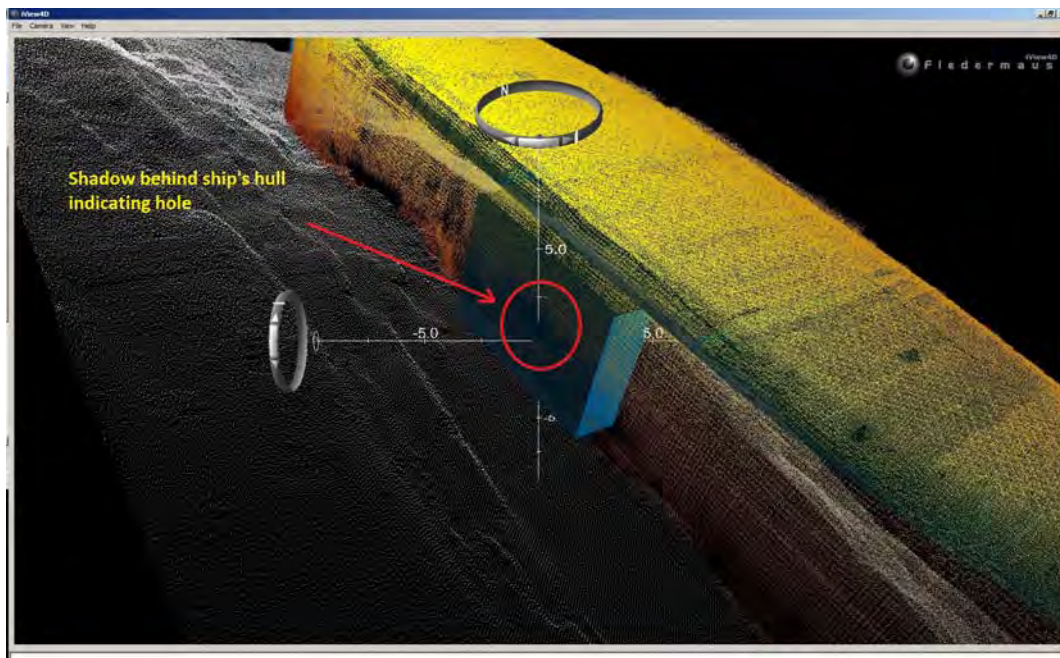 iView4D
File Camera View Help
iView4D
Fledermaus
N
Shadow behind ship's hull
indicating hole
5.0
-5.0
5.0